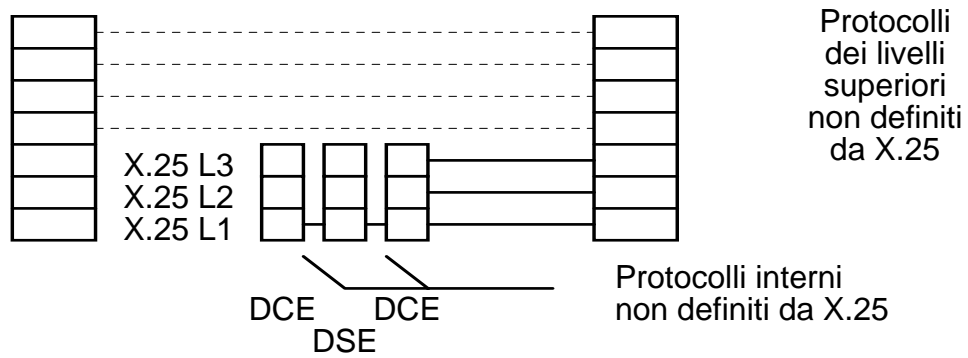 Protocolli
dei livelli
superiori
non definiti
da X.25
X.25 L3
X.25 L2
X.25 L1
Protocolli interni
non definiti da X.25
DCE DCE
DSE